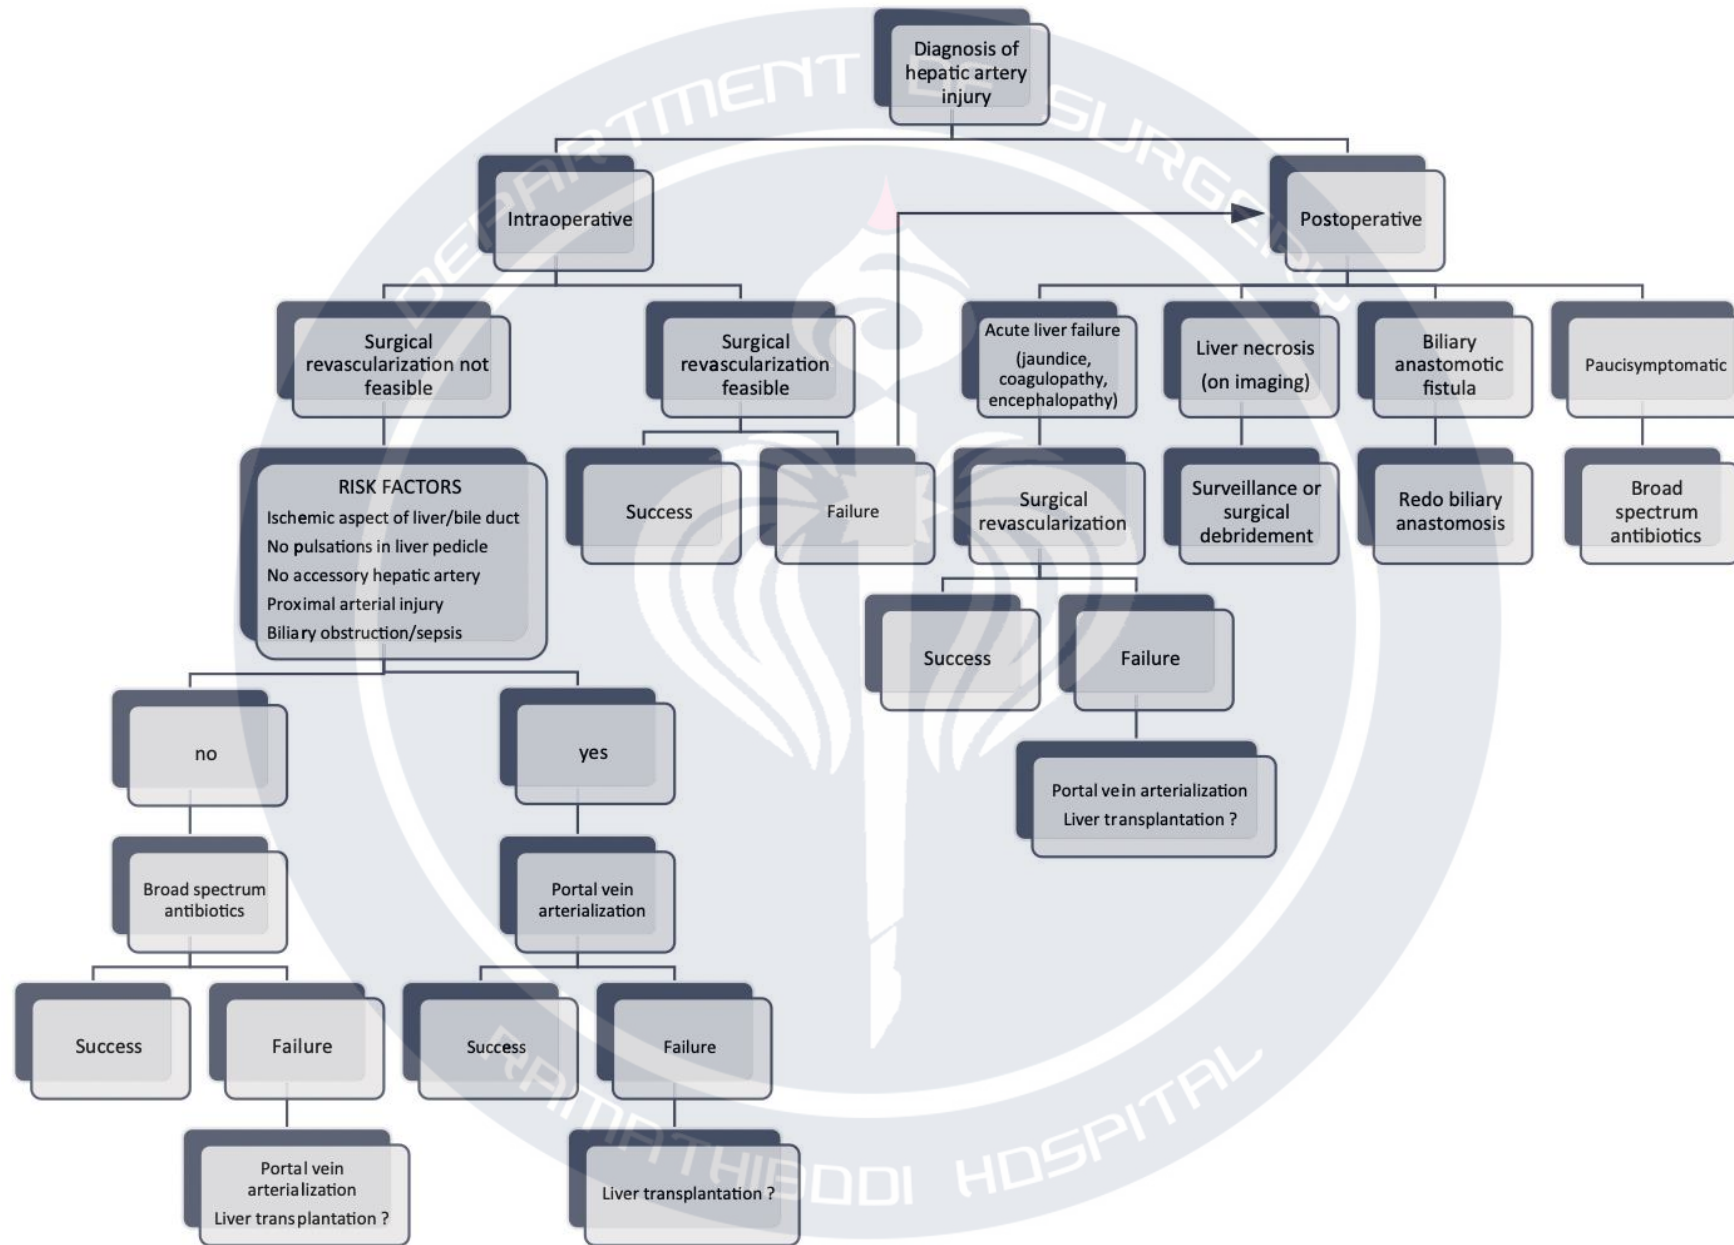 Diagnosis of
hepatic artery
injury
Intraoperative
Postoperative
Surgical
revascularization not
feasible
Surgical
revascularization
feasible
Acute liver failure
(jaundice,
coagulopathy,
encephalopathy)
Liver necrosis
(on imaging)
Biliary
anastomotic
fistula
Paucisymptomatic
RISK FACTORS
Ischemic aspect of liver/bile duct
No pulsations in liver pedicle
No accessory hepatic artery
Proximal arterial injury
Biliary obstruction/sepsis
Success
Failure
Surgical
revascularization
Surveillance or
surgical
debridement
Redo biliary
anastomosis
Broad
spectrum
antibiotics
Success
Failure
no
yes
Portal vein arterialization
Liver transplantation ?
Broad spectrum
antibiotics
Portal vein
arterialization
Success
Failure
Success
Failure
Portal vein
arterialization
Liver transplantation ?
Liver transplantation ?
DEPARTMENT OF SURGERY
RAMATHIBODI HOSPITAL